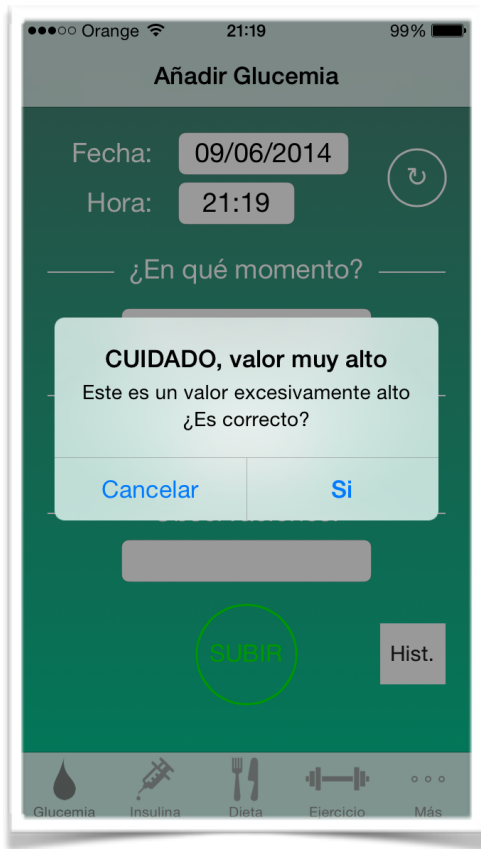 Orange 21:19 99%
Añadir Glucemia
Fecha: 09/06/2014
Hora: 21:19
¿En qué momento?
CUIDADO, valor muy alto
Este es un valor excesivamente alto
¿Es correcto?
Cancelar Si
SUBIR Hist.
Glucemia Insulina Dieta Ejercicio Más